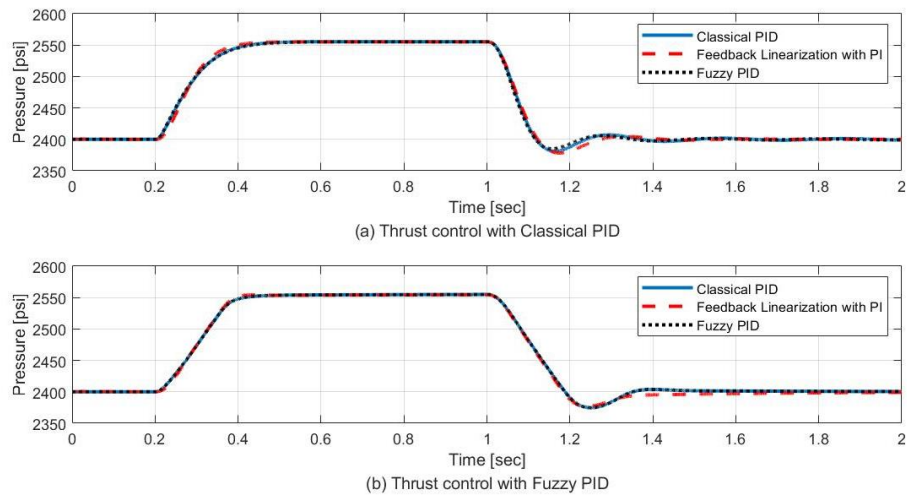 2600
2550
2500
2450
2400
2350
Pressure [psi]
Classical PID
Feedback Linearization with PI
Fuzzy PID
0 0.2 0.4 0.6 0.8 1 1.2 1.4 1.6 1.8 2
Time [sec]
(a) Thrust control with Classical PID
2600
2550
2500
2450
2400
2350
Pressure [psi]
Classical PID
Feedback Linearization with PI
Fuzzy PID
0 0.2 0.4 0.6 0.8 1 1.2 1.4 1.6 1.8 2
Time [sec]
(b) Thrust control with Fuzzy PID